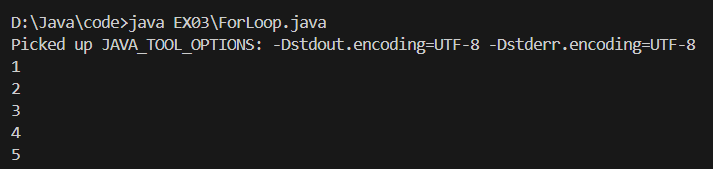 D:\Java\code>java EX03\ForLoop.java
Picked up JAVA_TOOL_OPTIONS: -Dstdout.encoding=UTF-8 -Dstderr.encoding=UTF-8
1
2
3
4
5